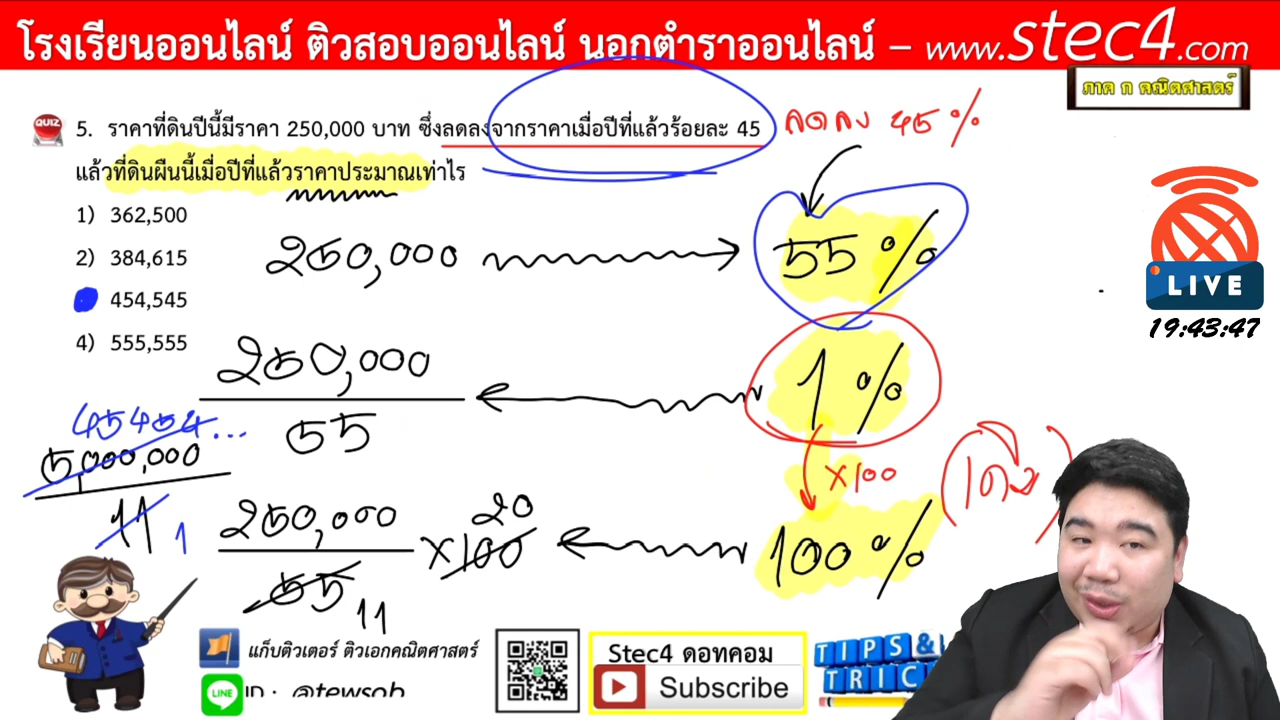 โรงเรียนออนไลน์ ติวสอบออนไลน์ นอกตำราออนไลน์ – www.stec4.com
ภาค ก คณิตศาสตร์
QUIZ
5. ราคาที่ดินปีนี้มีราคา 250,000 บาท ซึ่งลดลงจากราคาเมื่อปีที่แล้วร้อยละ 45
ลดลง 45%
แล้วที่ดินผืนนี้เมื่อปีที่แล้วราคาประมาณเท่าไร
1) 362,500
2) 384,615
454,545
4) 555,555
250,000
55%
LIVE
19:43:47
250,000
55
1%
45454...
5,000,000
11
1
×100
(เดิม)
250,000
55
11
×100
20
100%
แก๊บติวเตอร์ ติวเอกคณิตศาสตร์
LINE
ID : @tewsob
Stec4 ดอทคอม
Subscribe
TIPS &
TRIC